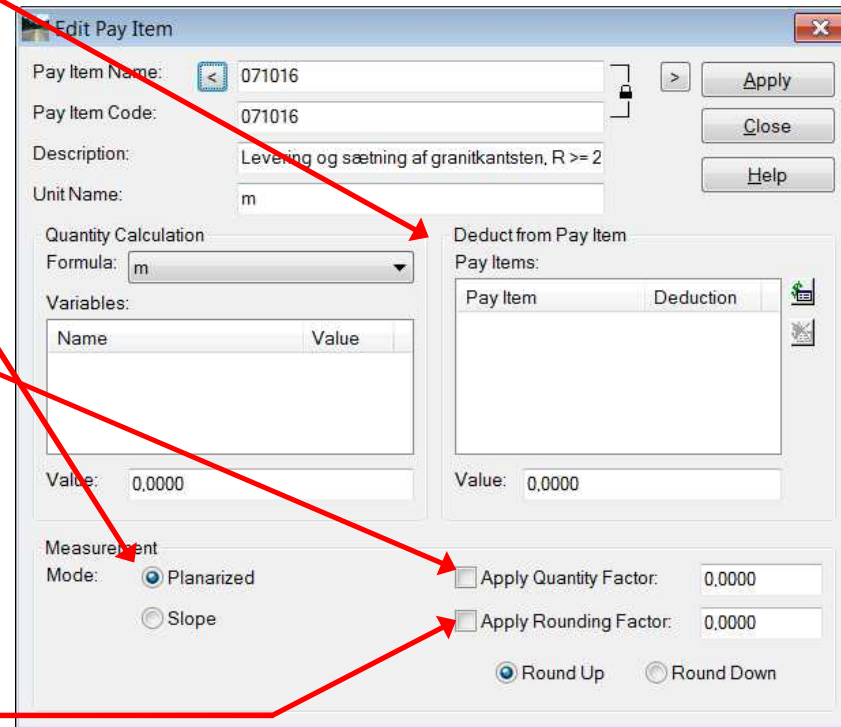 Edit Pay Item
Pay Item Name: < 071016 > Apply
Pay Item Code: 071016 Close
Description: Levering og sætning af granitkantsten, R >= 2 Help
Unit Name: m
Quantity Calculation
Formula: m
Variables:
Name Value
Value: 0,0000
Deduct from Pay Item
Pay Items:
Pay Item Deduction
Value: 0,0000
Measurement
Mode: Planarized Apply Quantity Factor: 0,0000
Slope Apply Rounding Factor: 0,0000
Round Up Round Down